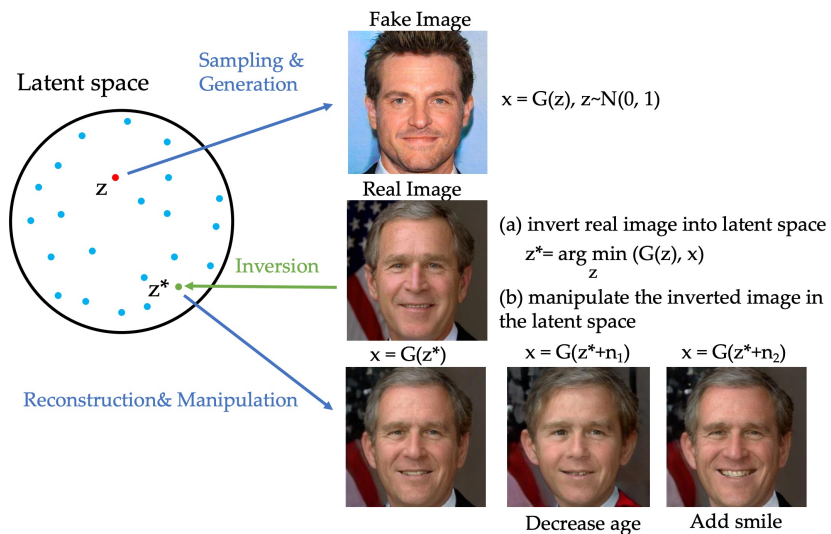 Fake Image
Sampling &
Generation
Latent space
x = G(z), z~N(0, 1)
z
Real Image
(a) invert real image into latent space
z*= arg min (G(z), x)
z
Inversion
z*
(b) manipulate the inverted image in
the latent space
x = G(z*)
x = G(z*+n₁)
x = G(z*+n₂)
Reconstruction& Manipulation
Decrease age
Add smile